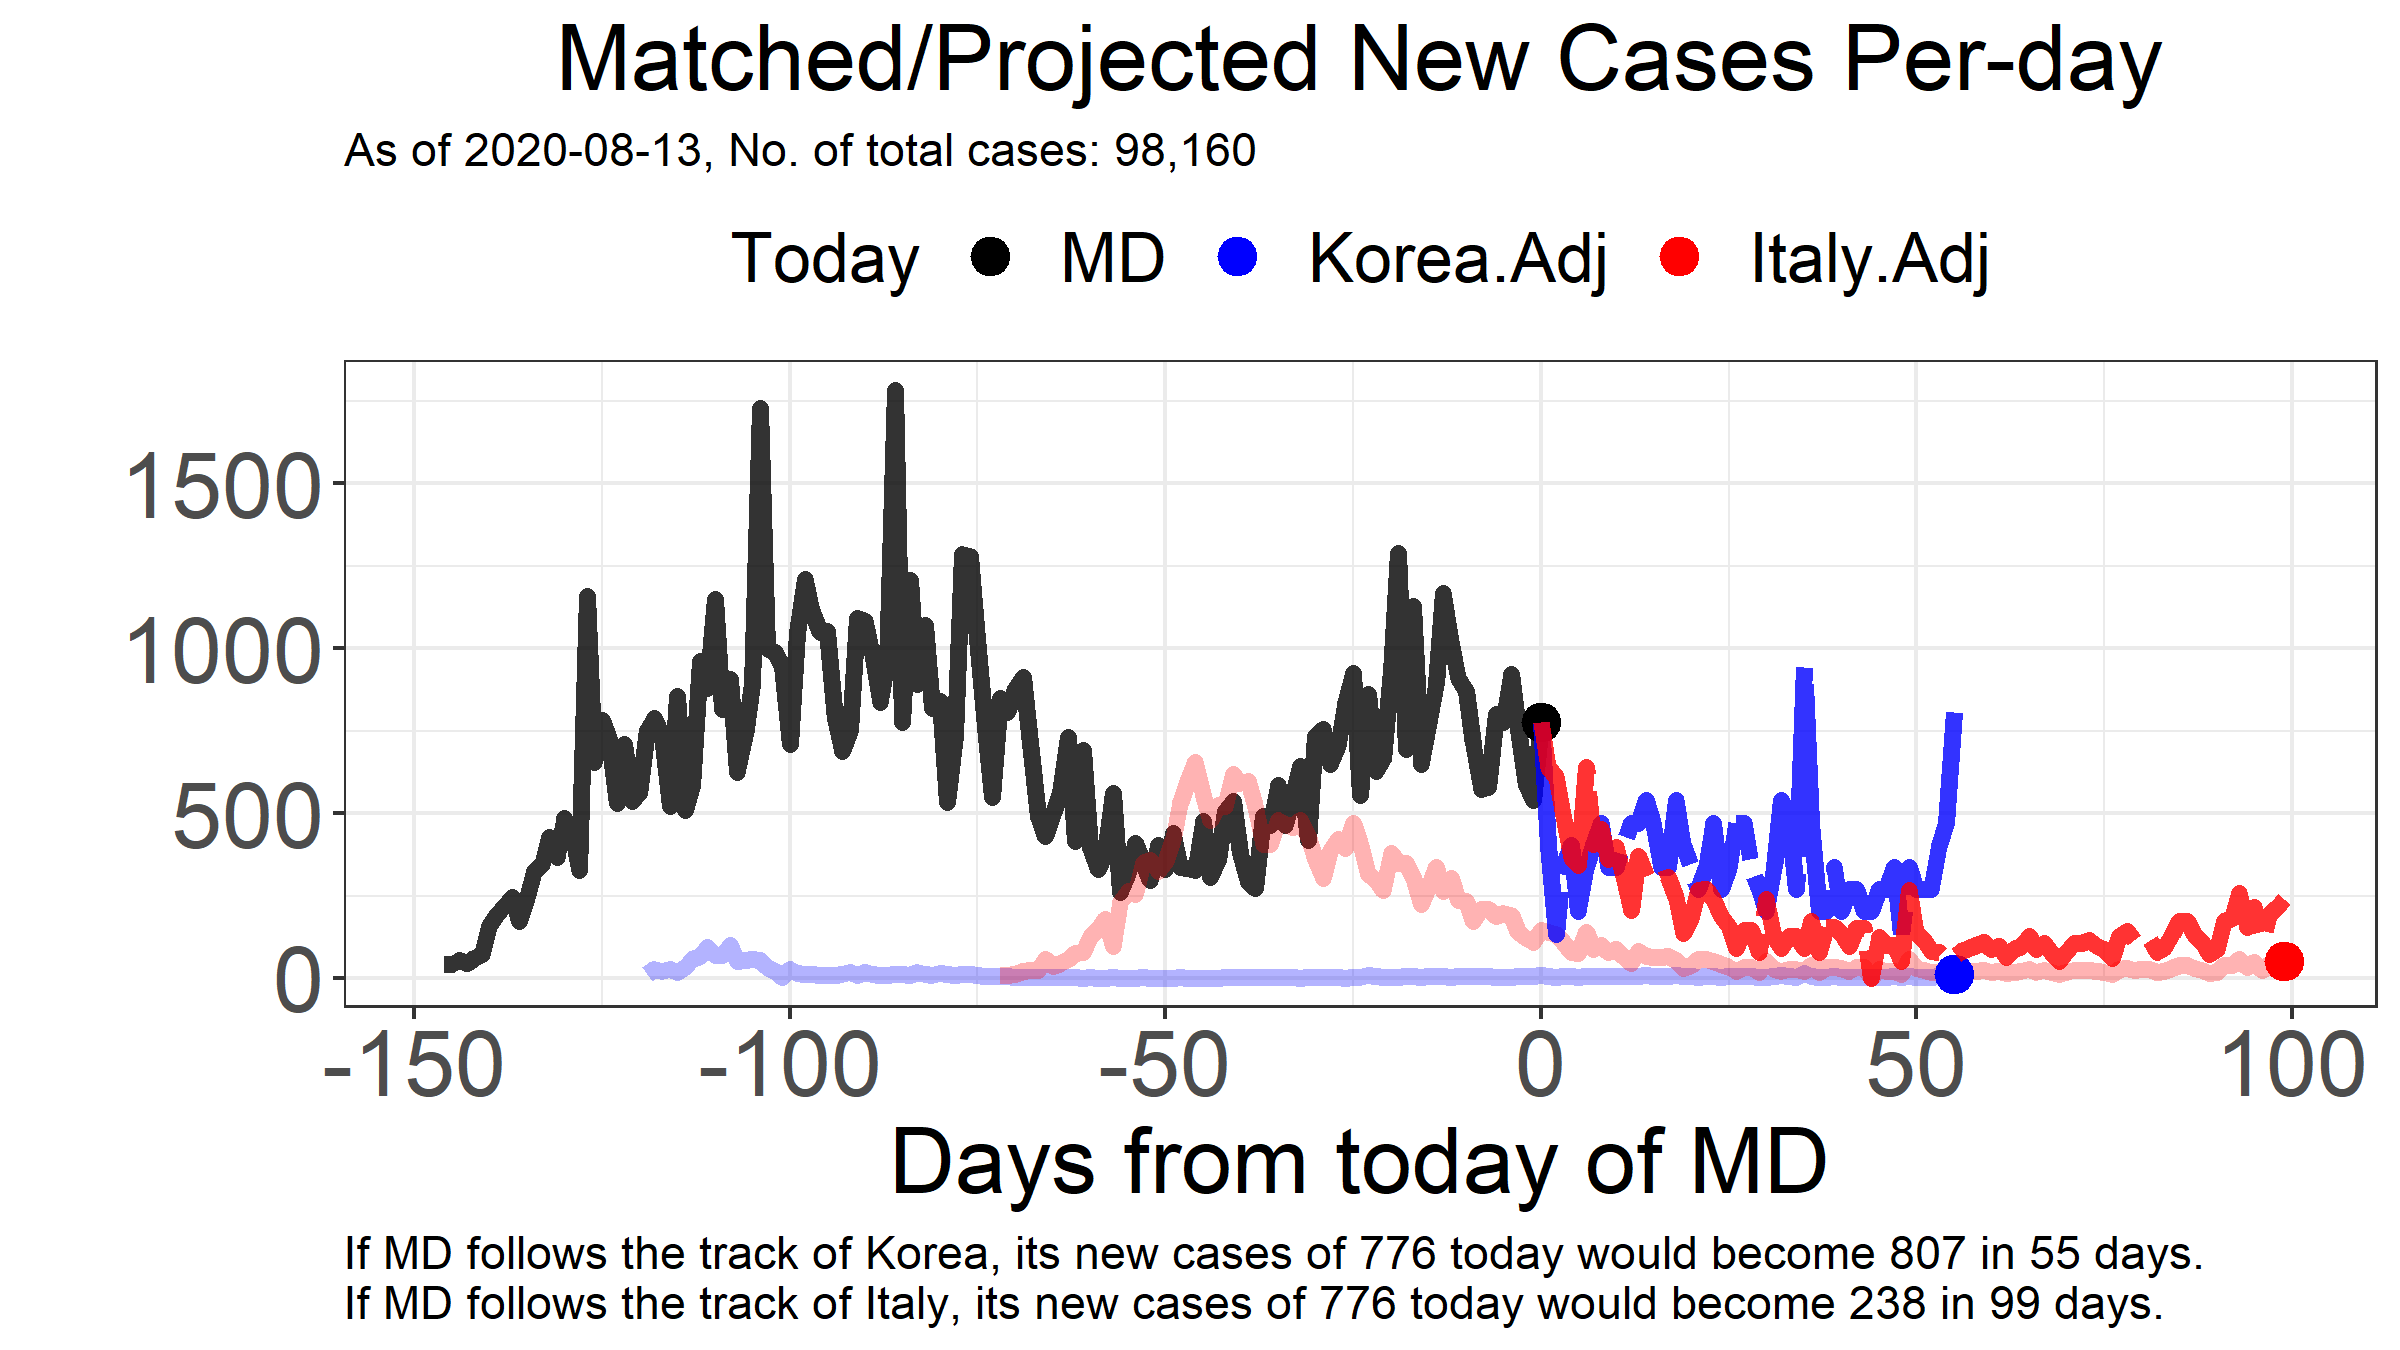 Matched/Projected New Cases Per-day
As of 2020-08-13, No. of total cases: 98,160
Today MD Korea.Adj Italy.Adj
1500
1000
500
0
-150 -100 -50 0 50 100
Days from today of MD
If MD follows the track of Korea, its new cases of 776 today would become 807 in 55 days.
If MD follows the track of Italy, its new cases of 776 today would become 238 in 99 days.